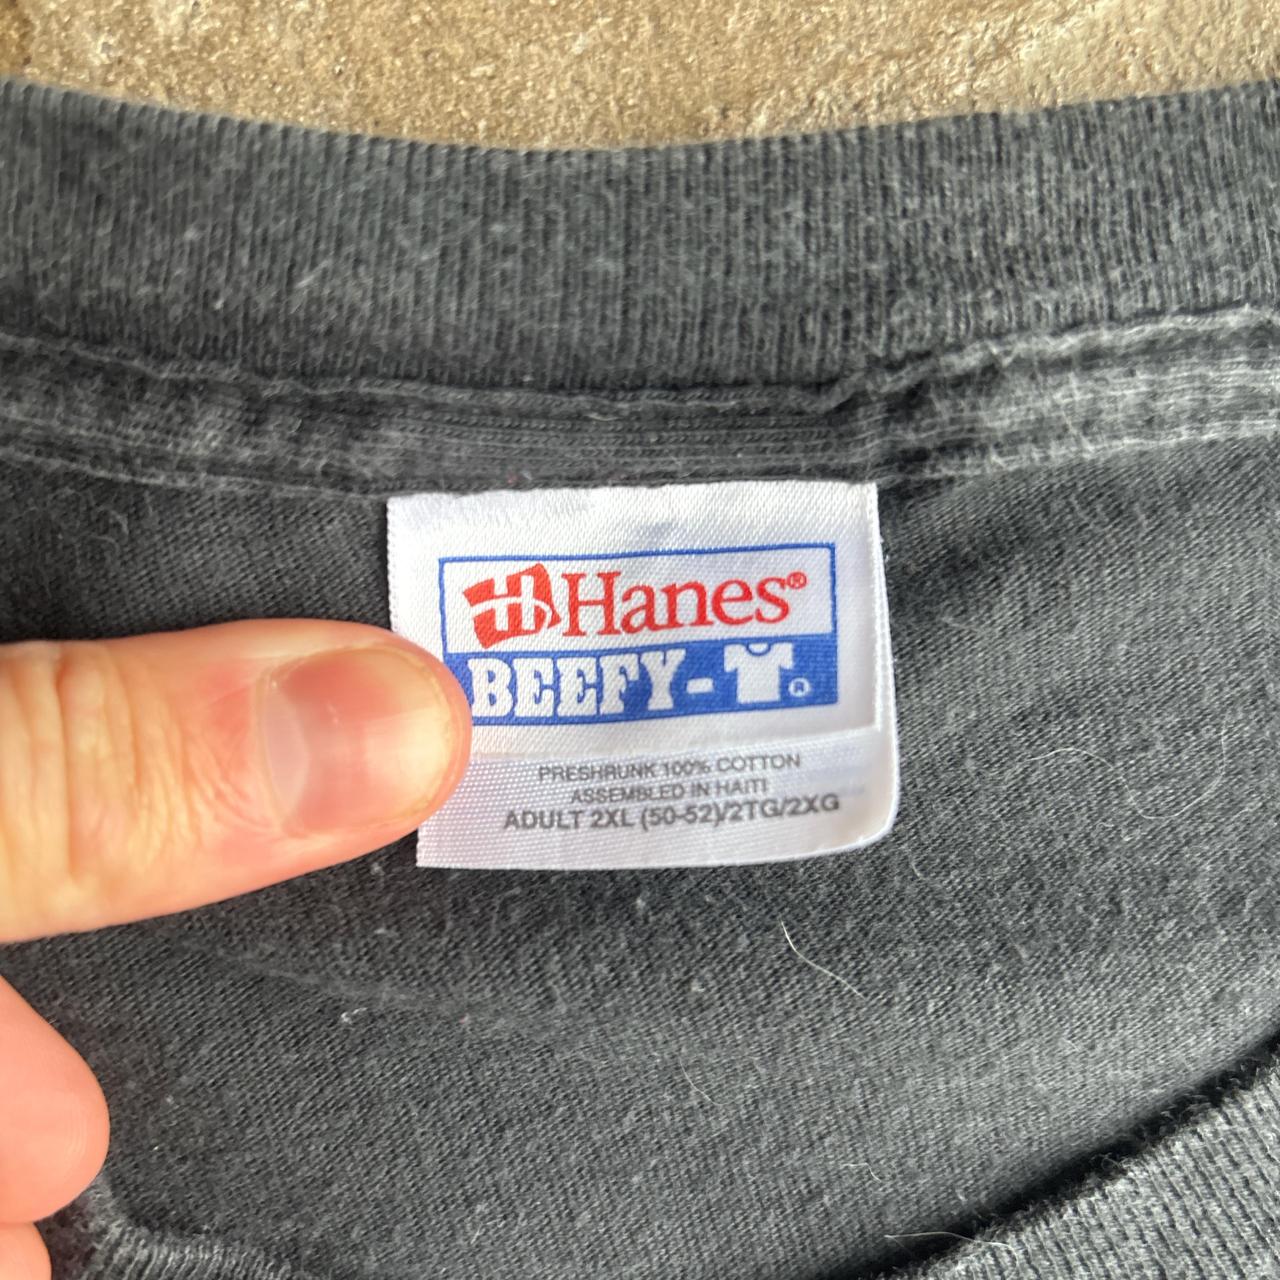 Hanes®
BEEFY-T®
PRESHRUNK 100% COTTON
ASSEMBLED IN HAITI
ADULT 2XL (50-52)/2TG/2XG